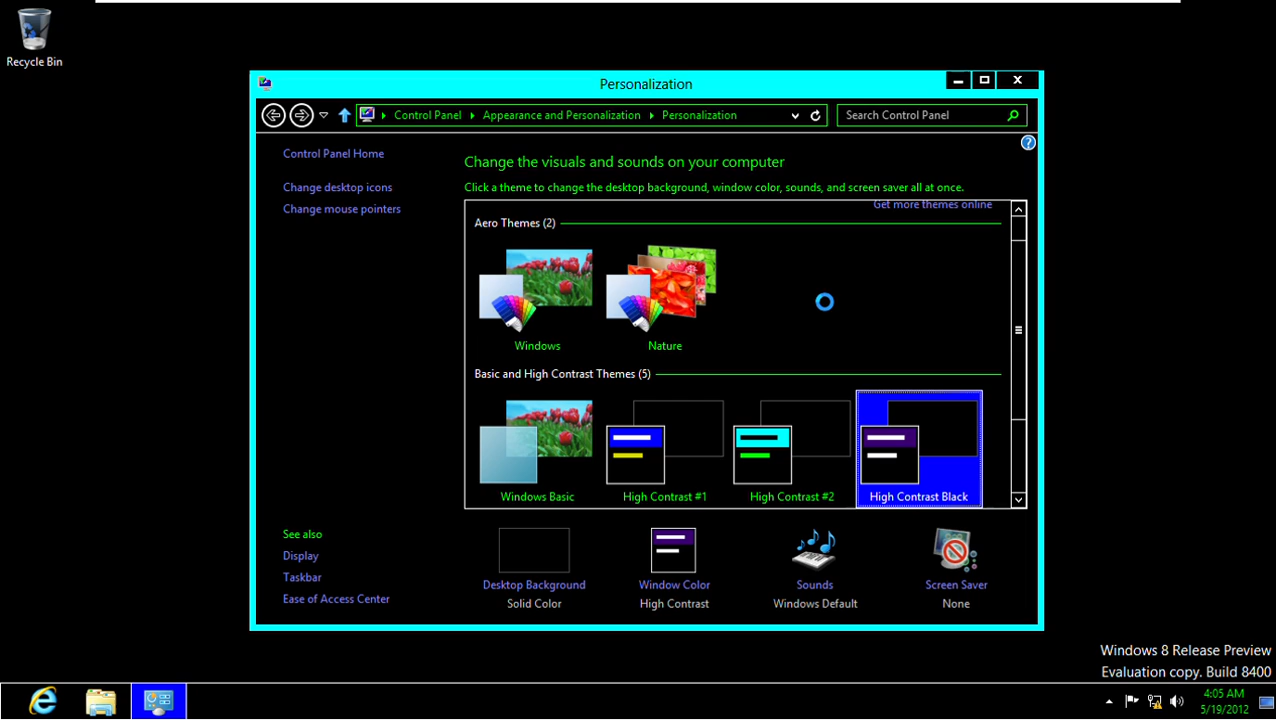 Recycle Bin
Personalization
Control Panel
Appearance and Personalization
Personalization
Search Control Panel
Control Panel Home
Change desktop icons
Change mouse pointers
Change the visuals and sounds on your computer
Click a theme to change the desktop background, window color, sounds, and screen saver all at once.
Get more themes online
Aero Themes (2)
Windows
Nature
Basic and High Contrast Themes (5)
Windows Basic
High Contrast #1
High Contrast #2
High Contrast Black
See also
Display
Taskbar
Ease of Access Center
Desktop Background
Solid Color
Window Color
High Contrast
Sounds
Windows Default
Screen Saver
None
Windows 8 Release Preview
Evaluation copy. Build 8400
4:05 AM
5/19/2012